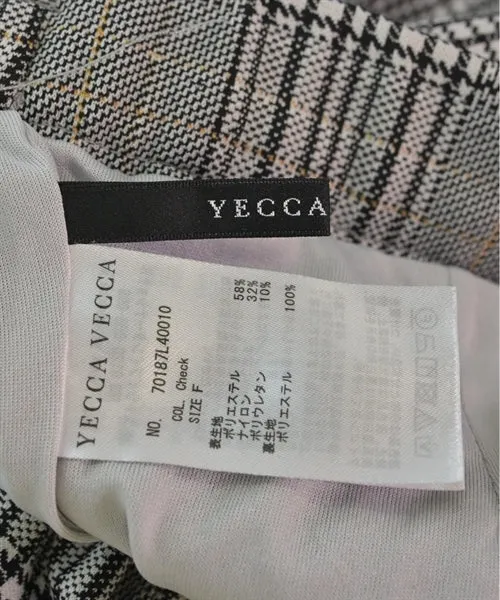 YECCA
YECCA VECCA
NO. 70187L40010
COL. Check
SIZE F
表生地
ポリエステル 58%
ナイロン 32%
ポリウレタン 10%
裏生地
ポリエステル 100%